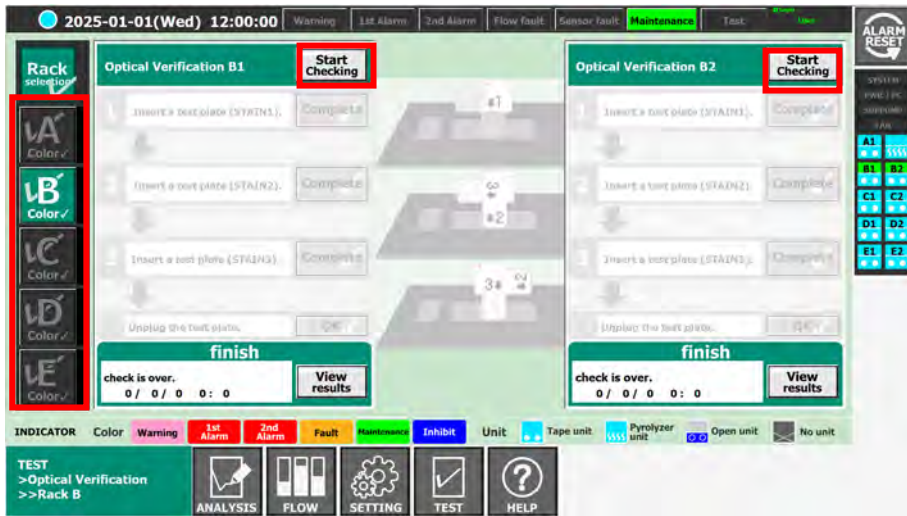 2025-01-01(Wed) 12:00:00
Warning
1st Alarm
2nd Alarm
Flow fault
Sensor fault
Maintenance
Test
ALARM
RESET
Rack
selection
A
Color✓
B
Color✓
C
Color✓
D
Color✓
E
Color✓
Optical Verification B1
Start
Checking
Insert a test plate (STAIN1).
Complete
Insert a test plate (STAIN2).
Complete
Insert a test plate (STAIN3).
Complete
Unplug the test plate.
OK
finish
check is over.
0/ 0/ 0 0: 0
View
results
#1
#2
Optical Verification B2
Start
Checking
Insert a test plate (STAIN1).
Complete
Insert a test plate (STAIN2).
Complete
Insert a test plate (STAIN3).
Complete
Unplug the test plate.
OK
finish
check is over.
0/ 0/ 0 0: 0
View
results
SYSTEM
FAN
A1
B1 B2
C1 C2
D1 D2
E1 E2
INDICATOR Color Warning 1st Alarm 2nd Alarm Fault Maintenance Inhibit Unit Tape unit Pyrolyzer unit Open unit No unit
TEST
>Optical Verification
>>Rack B
ANALYSIS
FLOW
SETTING
TEST
HELP